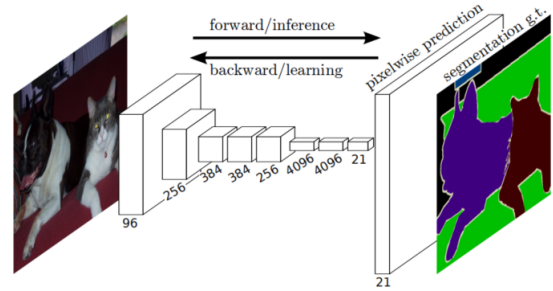 forward/inference
backward/learning
pixelwise prediction
segmentation g.t.
96
256
384
384
256
4096
4096
21
21